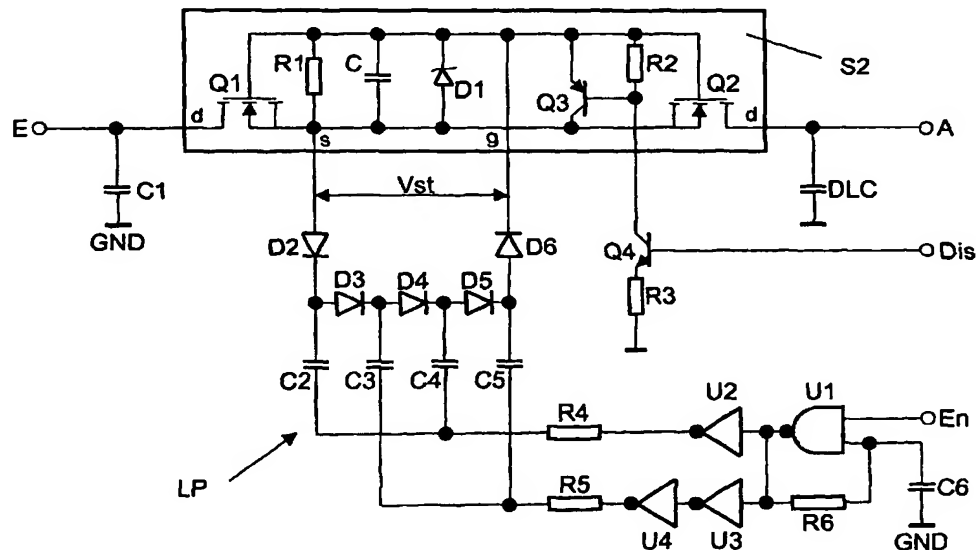 R1
C
D1
R2
S2
Q1
Q3
Q2
E
d
d
A
s
g
C1
Vst
DLC
GND
D2
D6
Q4
Dis
D3
D4
D5
R3
C2
C3
C4
C5
U2
U1
R4
En
LP
R5
C6
U4
U3
R6
GND